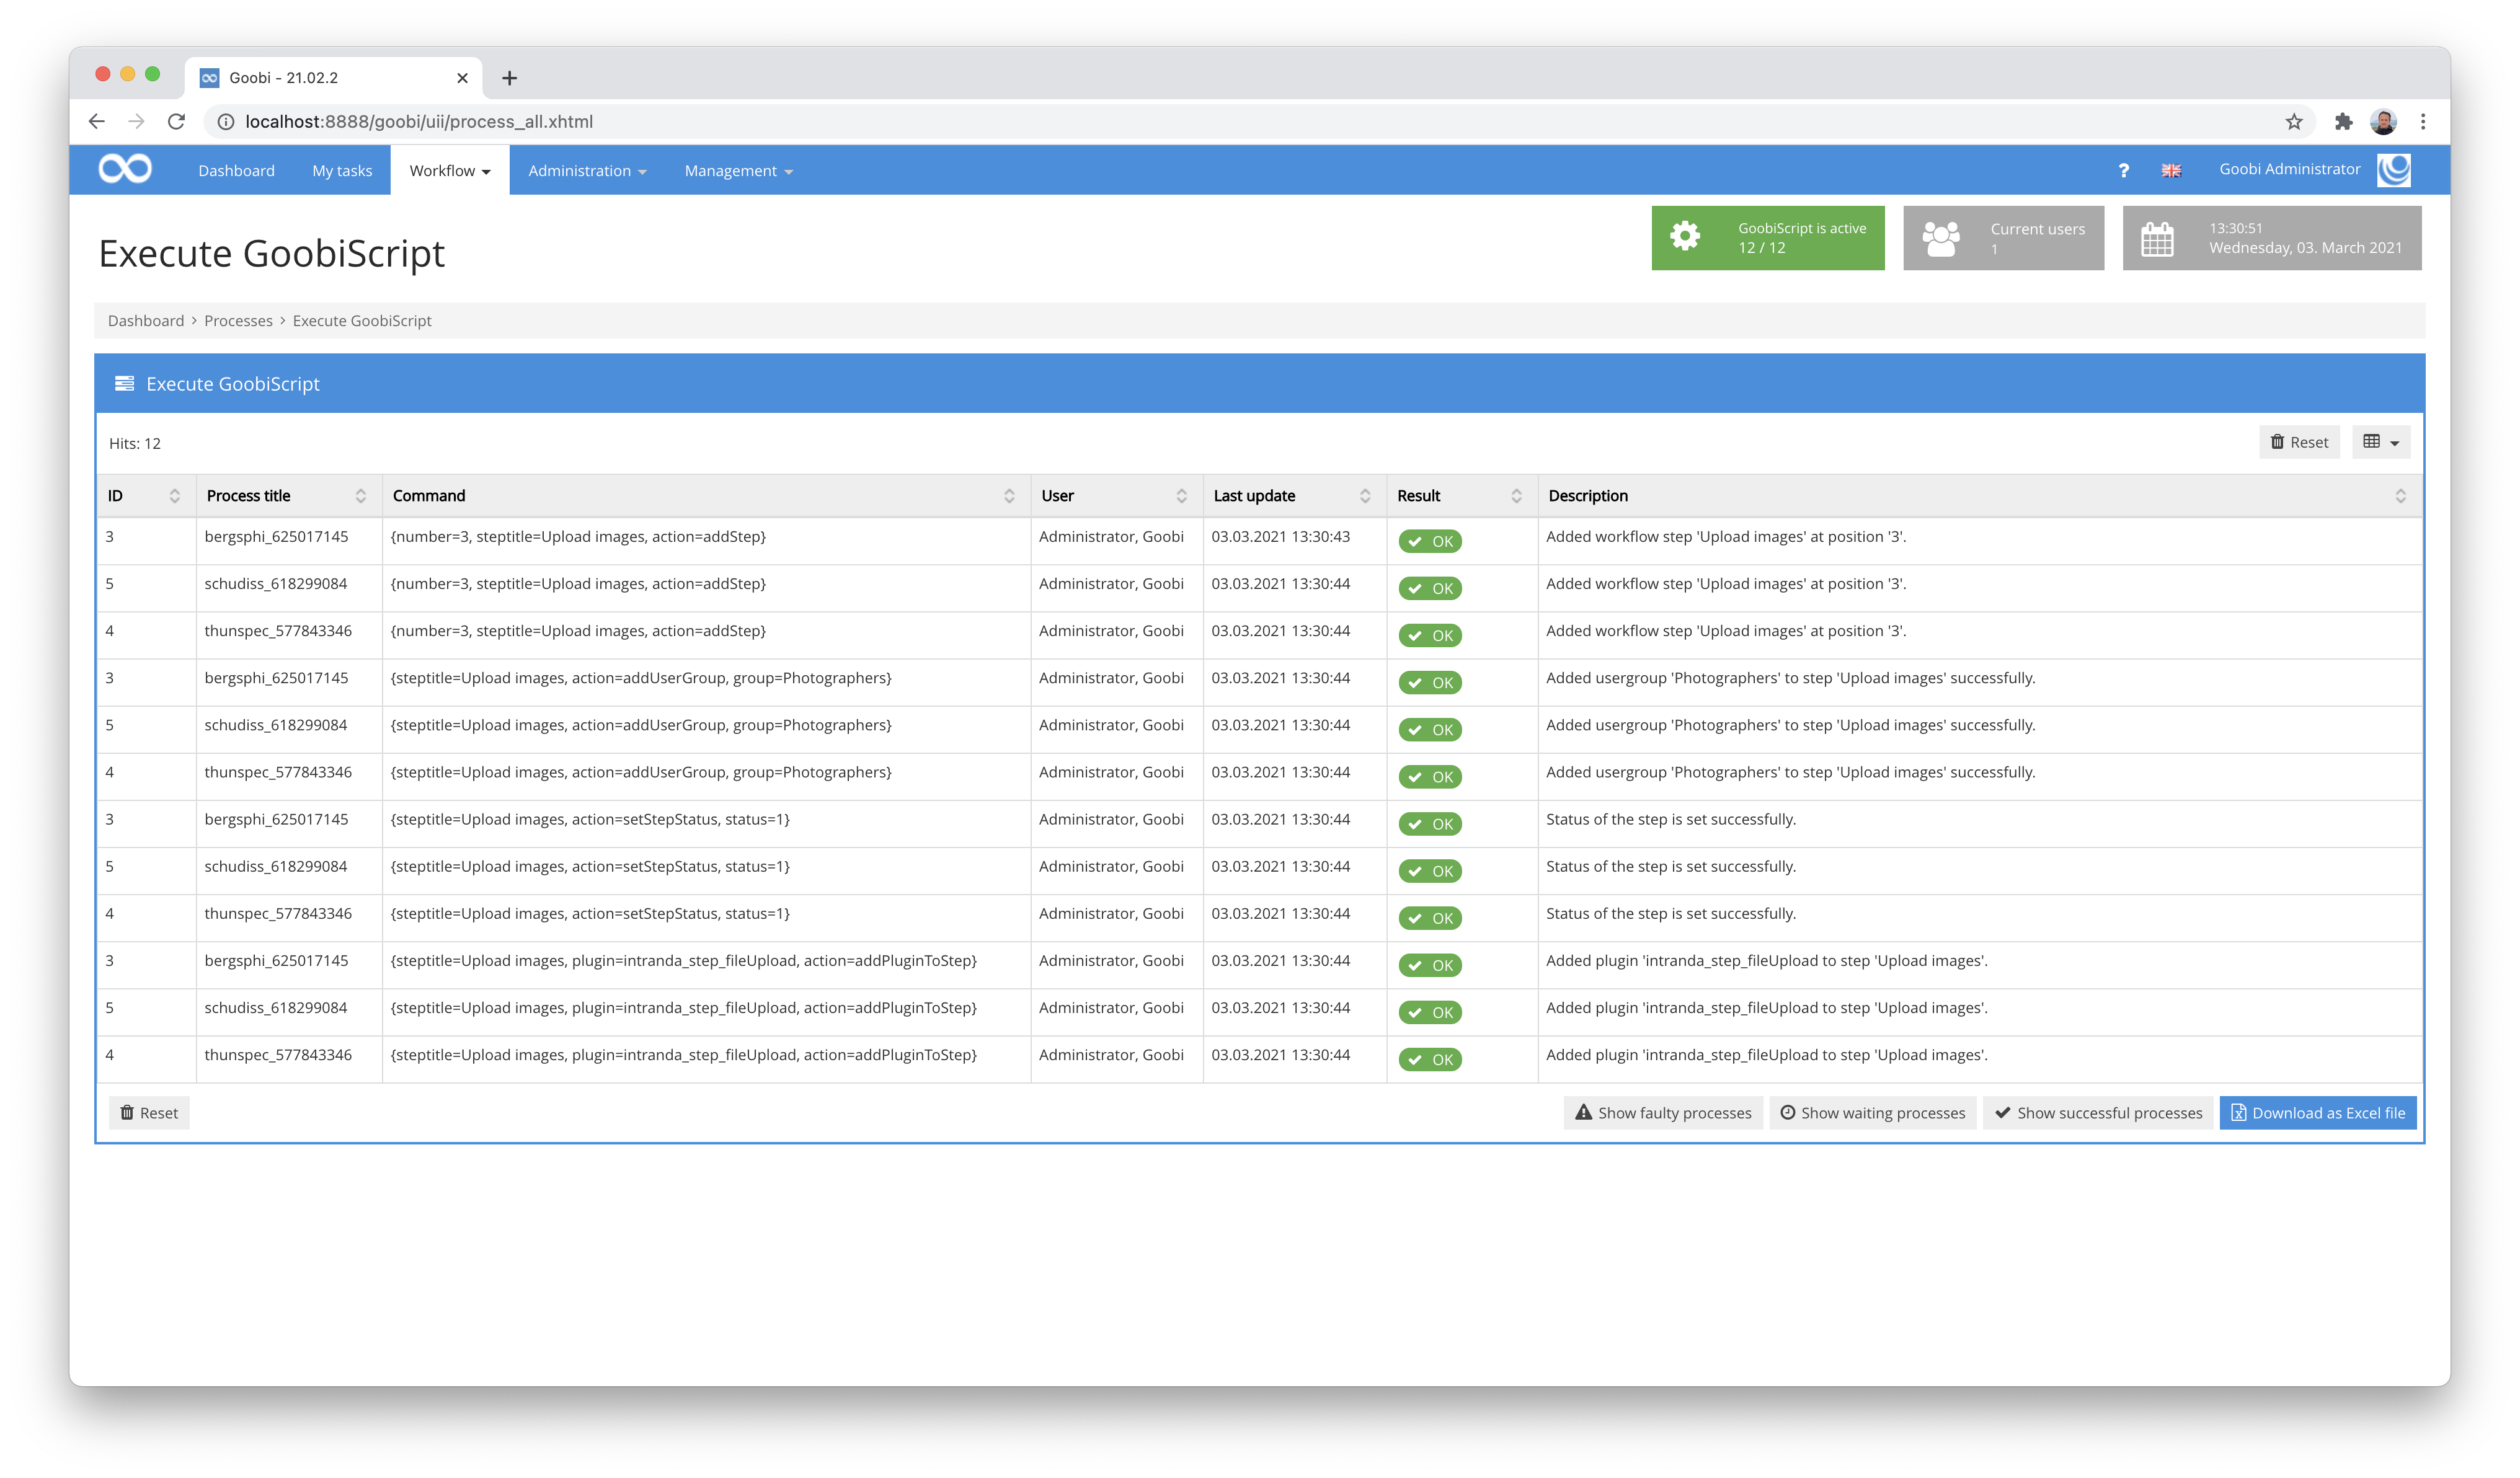 Goobi - 21.02.2
localhost:8888/goobi/uii/process_all.xhtml
Dashboard My tasks Workflow Administration Management ? Goobi Administrator
Execute GoobiScript
GoobiScript is active
12 / 12
Current users
1
13:30:51
Wednesday, 03. March 2021
Dashboard > Processes > Execute GoobiScript
Execute GoobiScript
Hits: 12 Reset
ID Process title Command User Last update Result Description
3 bergsphi_625017145 {number=3, steptitle=Upload images, action=addStep} Administrator, Goobi 03.03.2021 13:30:43 OK Added workflow step 'Upload images' at position '3'.
5 schudiss_618299084 {number=3, steptitle=Upload images, action=addStep} Administrator, Goobi 03.03.2021 13:30:44 OK Added workflow step 'Upload images' at position '3'.
4 thunspec_577843346 {number=3, steptitle=Upload images, action=addStep} Administrator, Goobi 03.03.2021 13:30:44 OK Added workflow step 'Upload images' at position '3'.
3 bergsphi_625017145 {steptitle=Upload images, action=addUserGroup, group=Photographers} Administrator, Goobi 03.03.2021 13:30:44 OK Added usergroup 'Photographers' to step 'Upload images' successfully.
5 schudiss_618299084 {steptitle=Upload images, action=addUserGroup, group=Photographers} Administrator, Goobi 03.03.2021 13:30:44 OK Added usergroup 'Photographers' to step 'Upload images' successfully.
4 thunspec_577843346 {steptitle=Upload images, action=addUserGroup, group=Photographers} Administrator, Goobi 03.03.2021 13:30:44 OK Added usergroup 'Photographers' to step 'Upload images' successfully.
3 bergsphi_625017145 {steptitle=Upload images, action=setStepStatus, status=1} Administrator, Goobi 03.03.2021 13:30:44 OK Status of the step is set successfully.
5 schudiss_618299084 {steptitle=Upload images, action=setStepStatus, status=1} Administrator, Goobi 03.03.2021 13:30:44 OK Status of the step is set successfully.
4 thunspec_577843346 {steptitle=Upload images, action=setStepStatus, status=1} Administrator, Goobi 03.03.2021 13:30:44 OK Status of the step is set successfully.
3 bergsphi_625017145 {steptitle=Upload images, plugin=intranda_step_fileUpload, action=addPluginToStep} Administrator, Goobi 03.03.2021 13:30:44 OK Added plugin 'intranda_step_fileUpload to step 'Upload images'.
5 schudiss_618299084 {steptitle=Upload images, plugin=intranda_step_fileUpload, action=addPluginToStep} Administrator, Goobi 03.03.2021 13:30:44 OK Added plugin 'intranda_step_fileUpload to step 'Upload images'.
4 thunspec_577843346 {steptitle=Upload images, plugin=intranda_step_fileUpload, action=addPluginToStep} Administrator, Goobi 03.03.2021 13:30:44 OK Added plugin 'intranda_step_fileUpload to step 'Upload images'.
Reset Show faulty processes Show waiting processes Show successful processes Download as Excel file